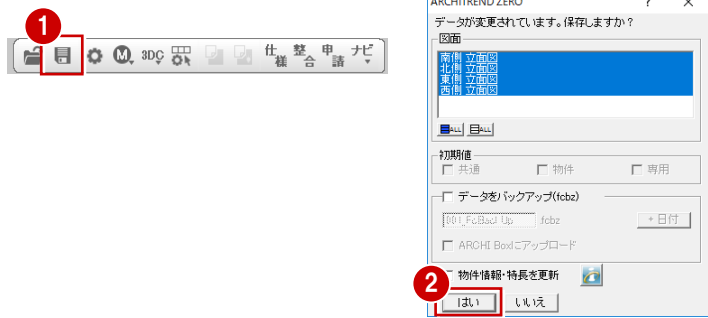 1
M 3DC 仕様 整合 申請 ナビ
ARCHITREND ZERO ? ×
データが変更されています。保存しますか?
図面
南側 立面図
北側 立面図
東側 立面図
西側 立面図
ALL ALL
初期値
共通 物件 専用
データをバックアップ(fcbz)
.fcbz +日付
ARCHI Boxにアップロード
物件情報・特長を更新
2
はい いいえ